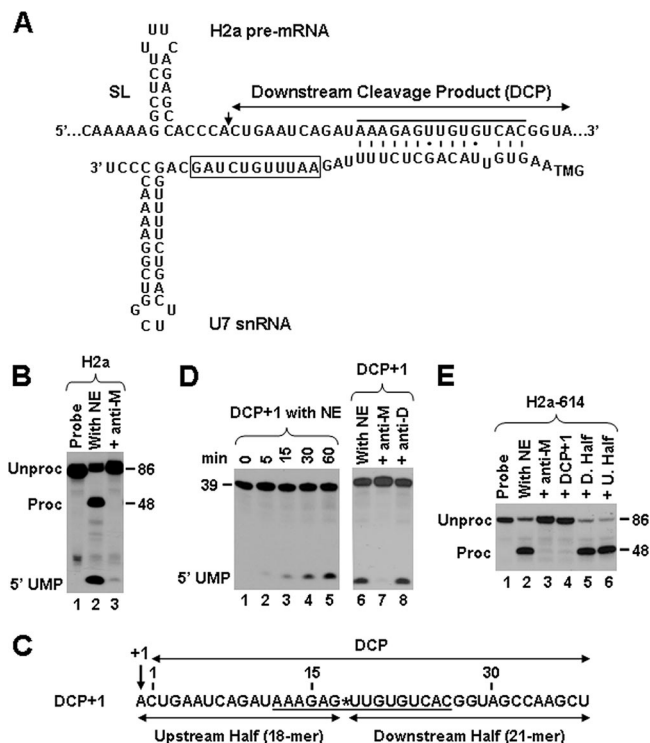 A
H2a pre-mRNA
UU
U C
U A
C G
U A
C G
G C
SL
Downstream Cleavage Product (DCP)
5’...CAAAAAG CACCCACUGAAUCAGAUAAAGAGUUGUGUCACGGUA...3’
3’UCCC GACGAUCUGUUUAAGAUUUUCUCGACAUUGUGAATMG
G C
C U
U7 snRNA
B
H2a
Probe
With NE
+ anti-M
Unproc
86
Proc
48
5’ UMP
1 2 3
D
DCP+1 with NE
min 0 5 15 30 60
39
5’ UMP
1 2 3 4 5
DCP+1
With NE
+ anti-M
+ anti-D
6 7 8
E
H2a-614
Probe
With NE
+ anti-M
+ DCP+1
+ D. Half
+ U. Half
Unproc
86
Proc
48
1 2 3 4 5 6
C
DCP
+1 1 15 30
DCP+1 ACUGAAUCAGAUAAAGAG*UUGUGUCACGGUAGCCAAGCU
Upstream Half (18-mer) Downstream Half (21-mer)